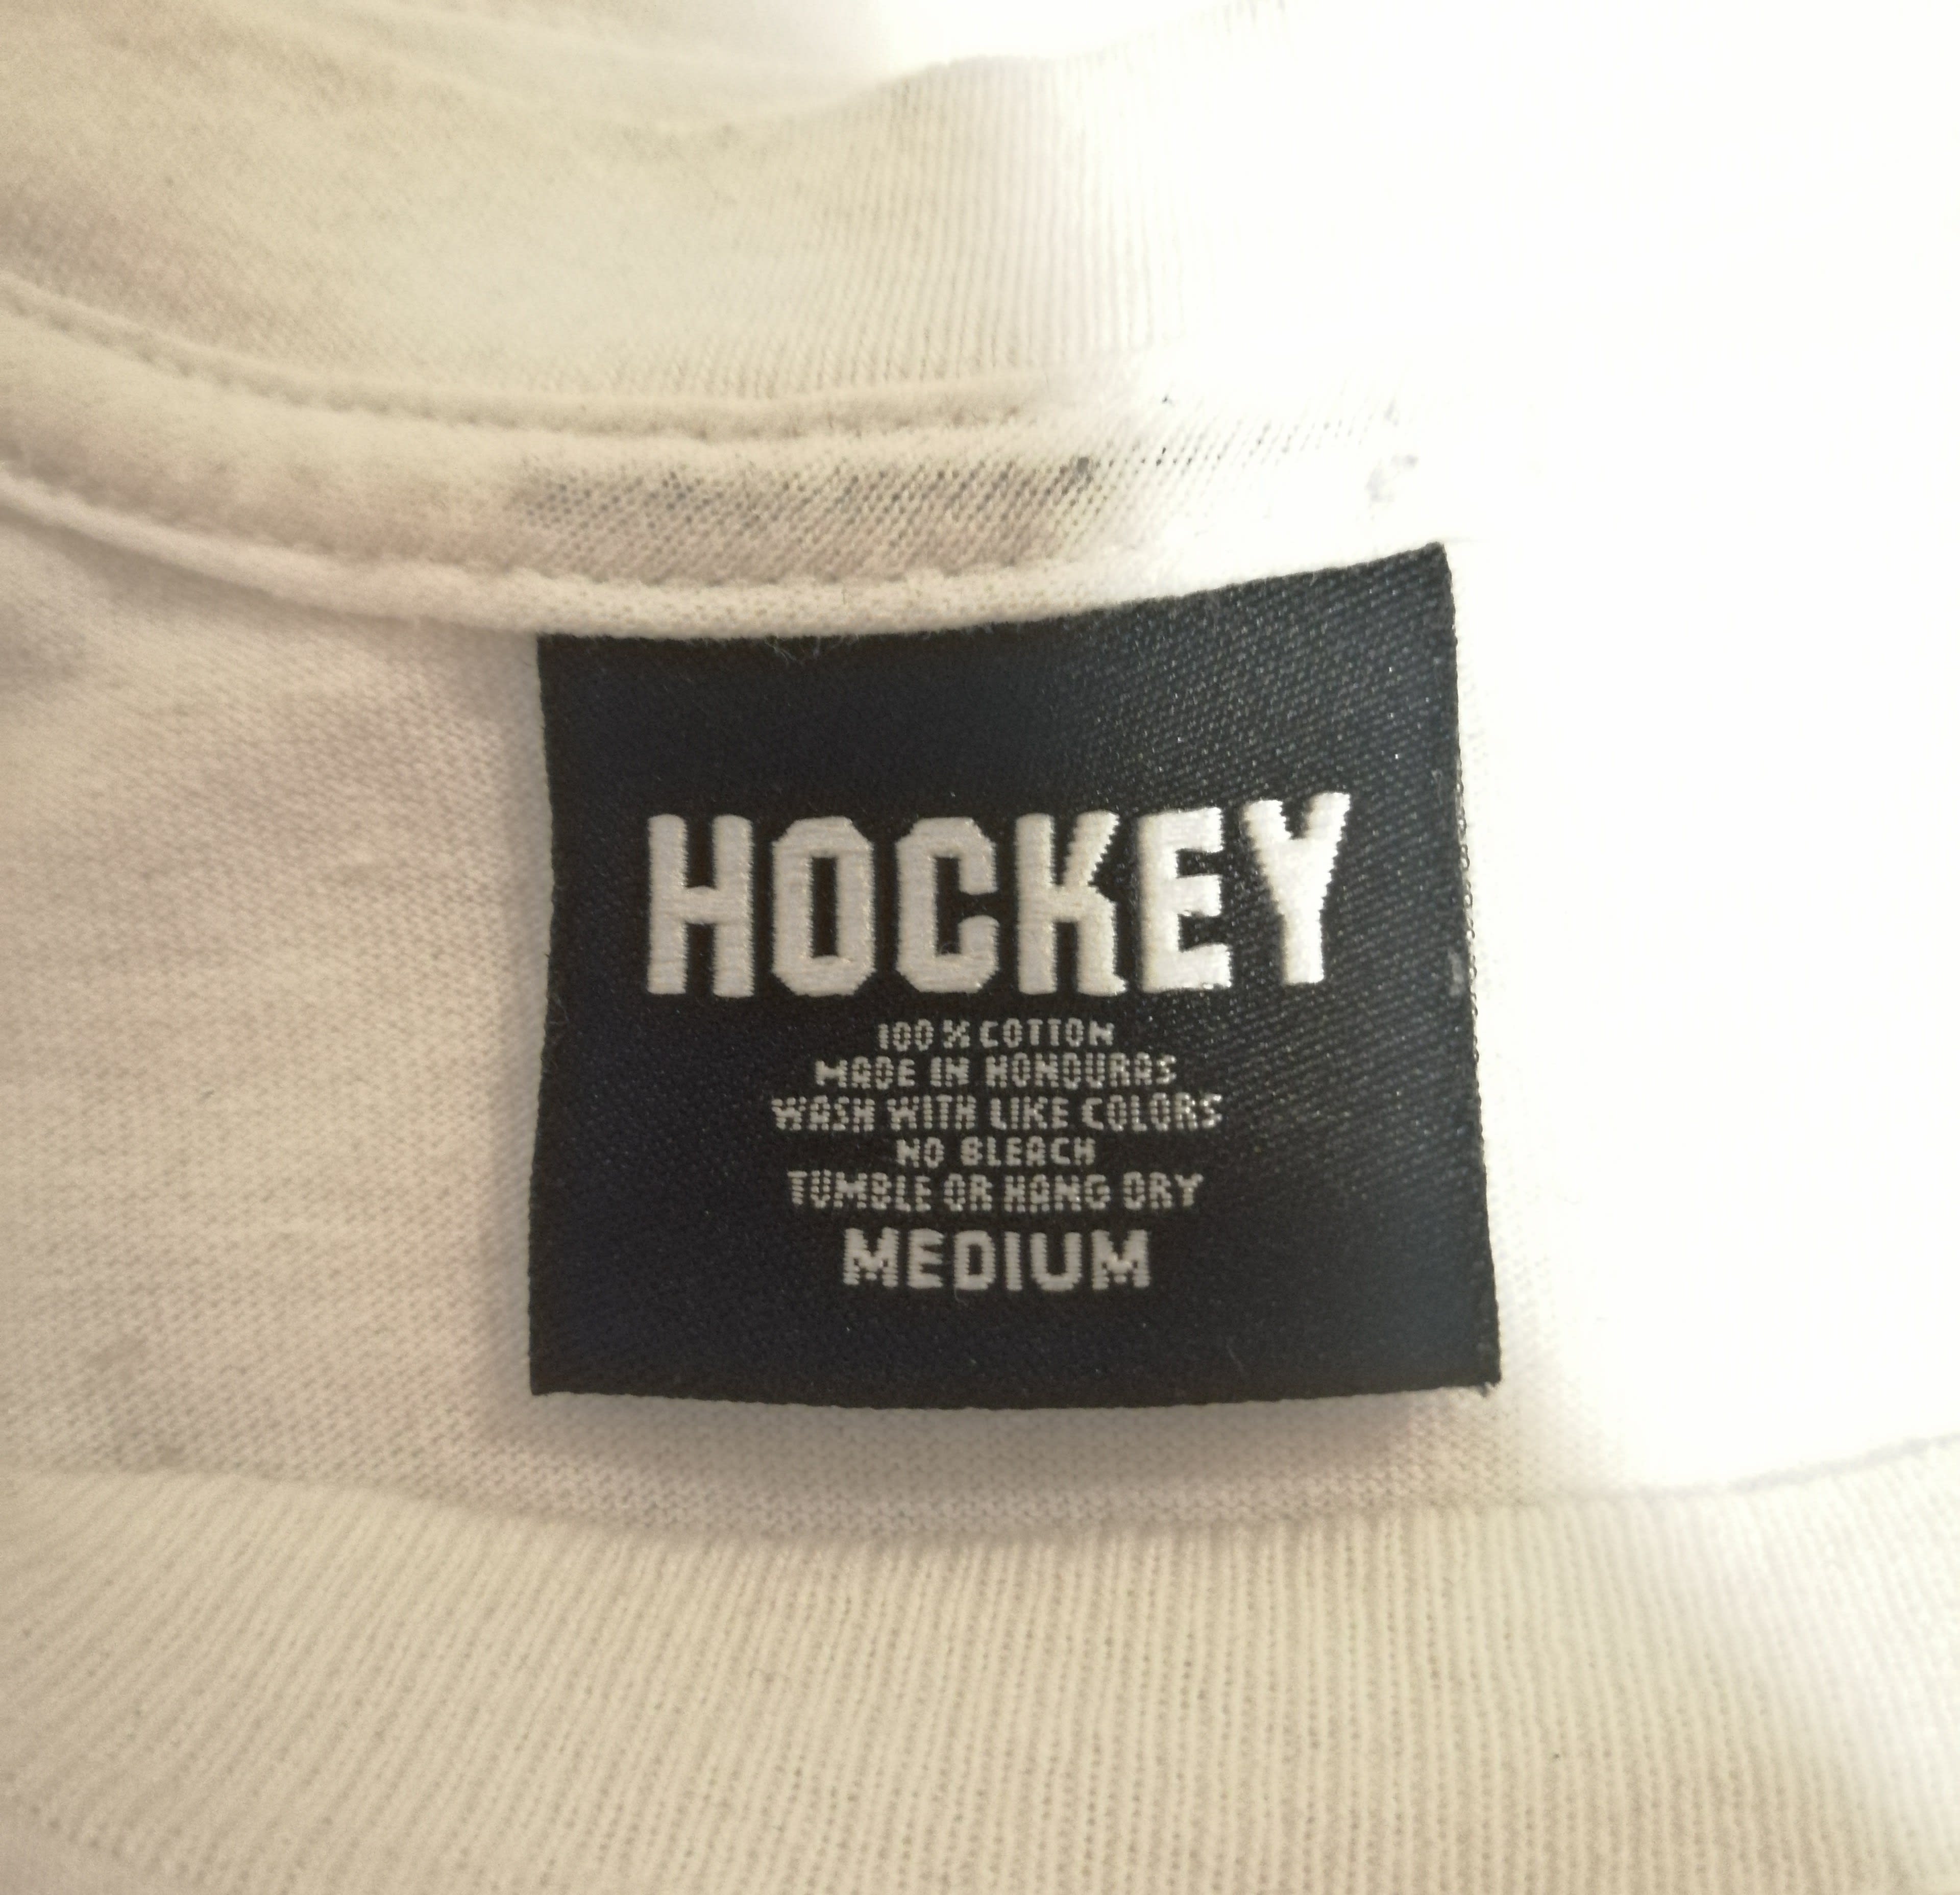 HOCKEY
100% COTTON
MADE IN HONDURAS
WASH WITH LIKE COLORS
NO BLEACH
TUMBLE OR HANG DRY
MEDIUM